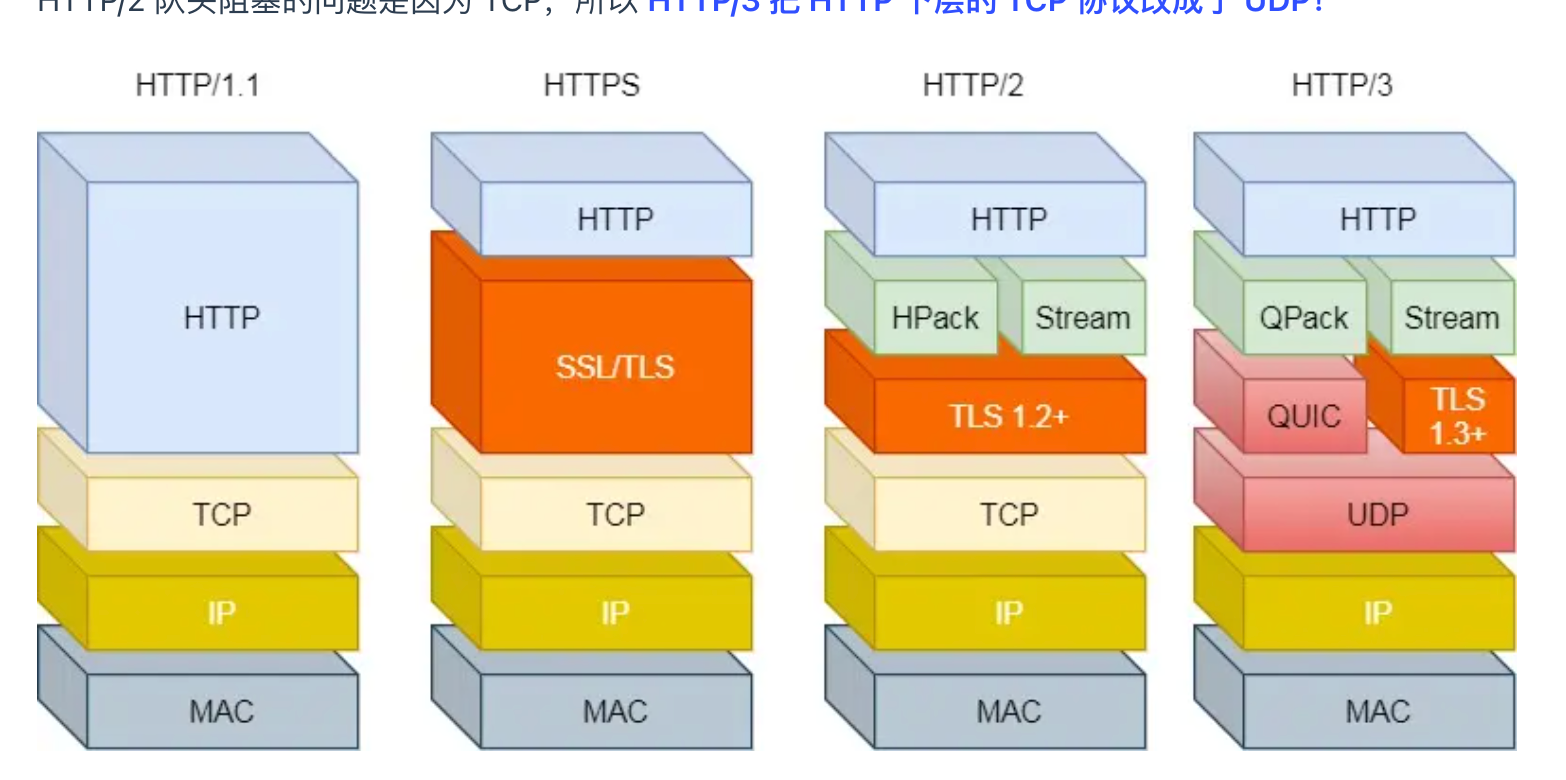 HTTP/2 队头阻塞的问题是因为 TCP，所以 HTTP/3 把 HTTP 下层的 TCP 协议改成了 UDP！
HTTP/1.1 HTTPS HTTP/2 HTTP/3
HTTP
TCP
IP
MAC
HTTP
SSL/TLS
TCP
IP
MAC
HTTP
HPack Stream
TLS 1.2+
TCP
IP
MAC
HTTP
QPack Stream
QUIC
TLS
1.3+
UDP
IP
MAC